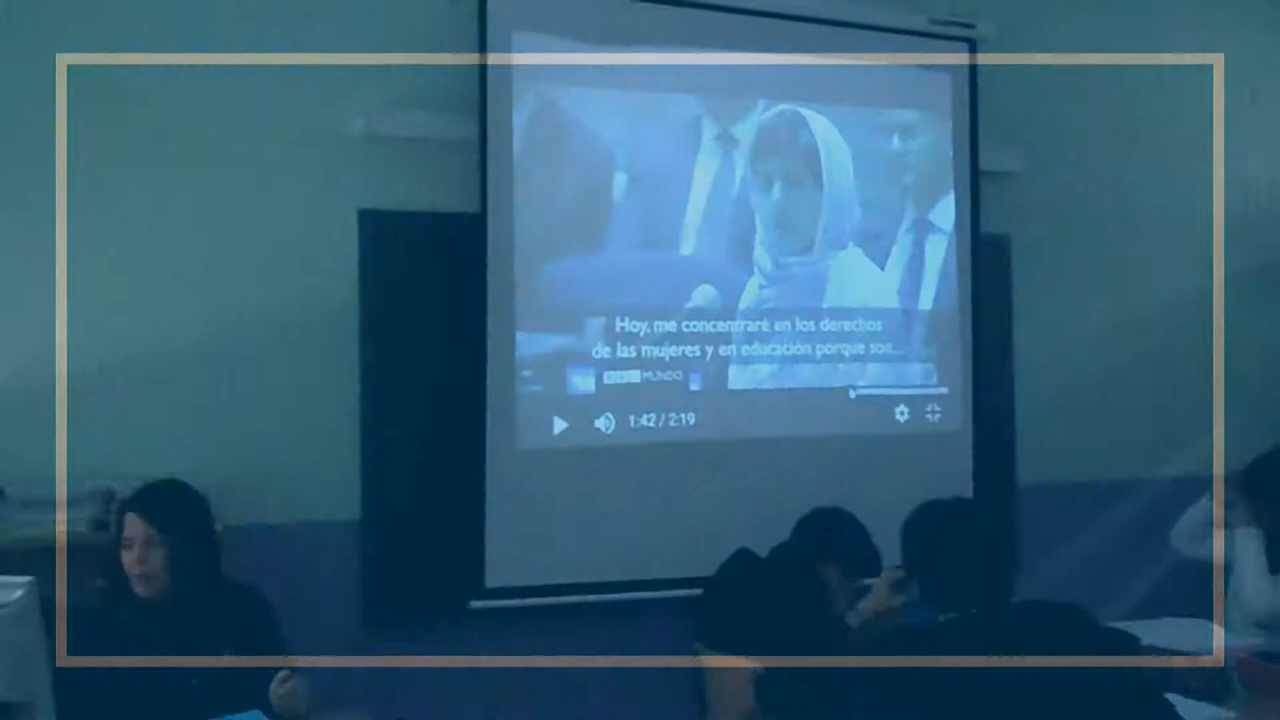 Hoy, me concentraré en los derechos
de las mujeres y en educación porque son...
MUNDO
1:42 / 2:19